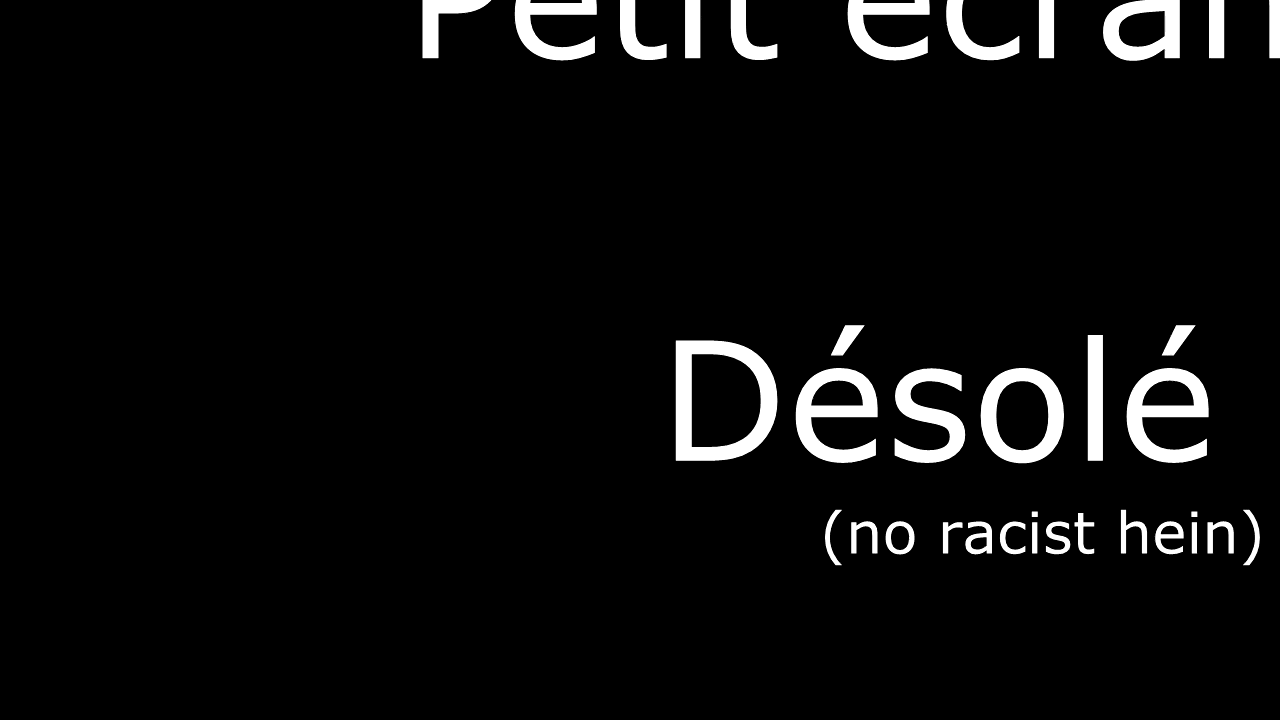 Petit écran
Désolé
(no racist hein)